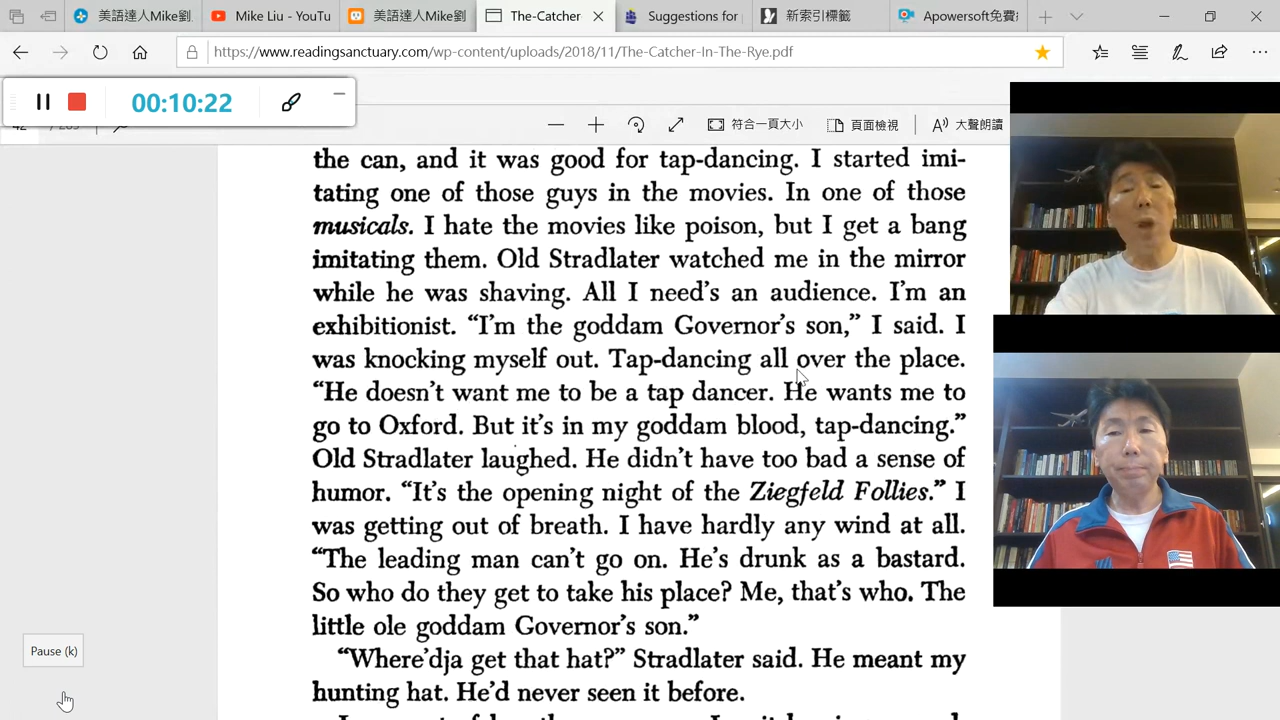 美語達人Mike劉
Mike Liu - YouTu
美語達人Mike劉
The-Catcher
Suggestions for
新索引標籤
Apowersoft免費
https://www.readingsanctuary.com/wp-content/uploads/2018/11/The-Catcher-In-The-Rye.pdf
00:10:22
符合一頁大小
頁面檢視
大聲朗讀
the can, and it was good for tap-dancing. I started imi-
tating one of those guys in the movies. In one of those
musicals. I hate the movies like poison, but I get a bang
imitating them. Old Stradlater watched me in the mirror
while he was shaving. All I need's an audience. I'm an
exhibitionist. “I'm the goddam Governor's son,” I said. I
was knocking myself out. Tap-dancing all over the place.
“He doesn't want me to be a tap dancer. He wants me to
go to Oxford. But it's in my goddam blood, tap-dancing.”
Old Stradlater laughed. He didn't have too bad a sense of
humor. “It's the opening night of the Ziegfeld Follies.” I
was getting out of breath. I have hardly any wind at all.
“The leading man can't go on. He's drunk as a bastard.
So who do they get to take his place? Me, that's who. The
little ole goddam Governor's son.”
“Where'dja get that hat?” Stradlater said. He meant my
hunting hat. He'd never seen it before.
Pause (k)